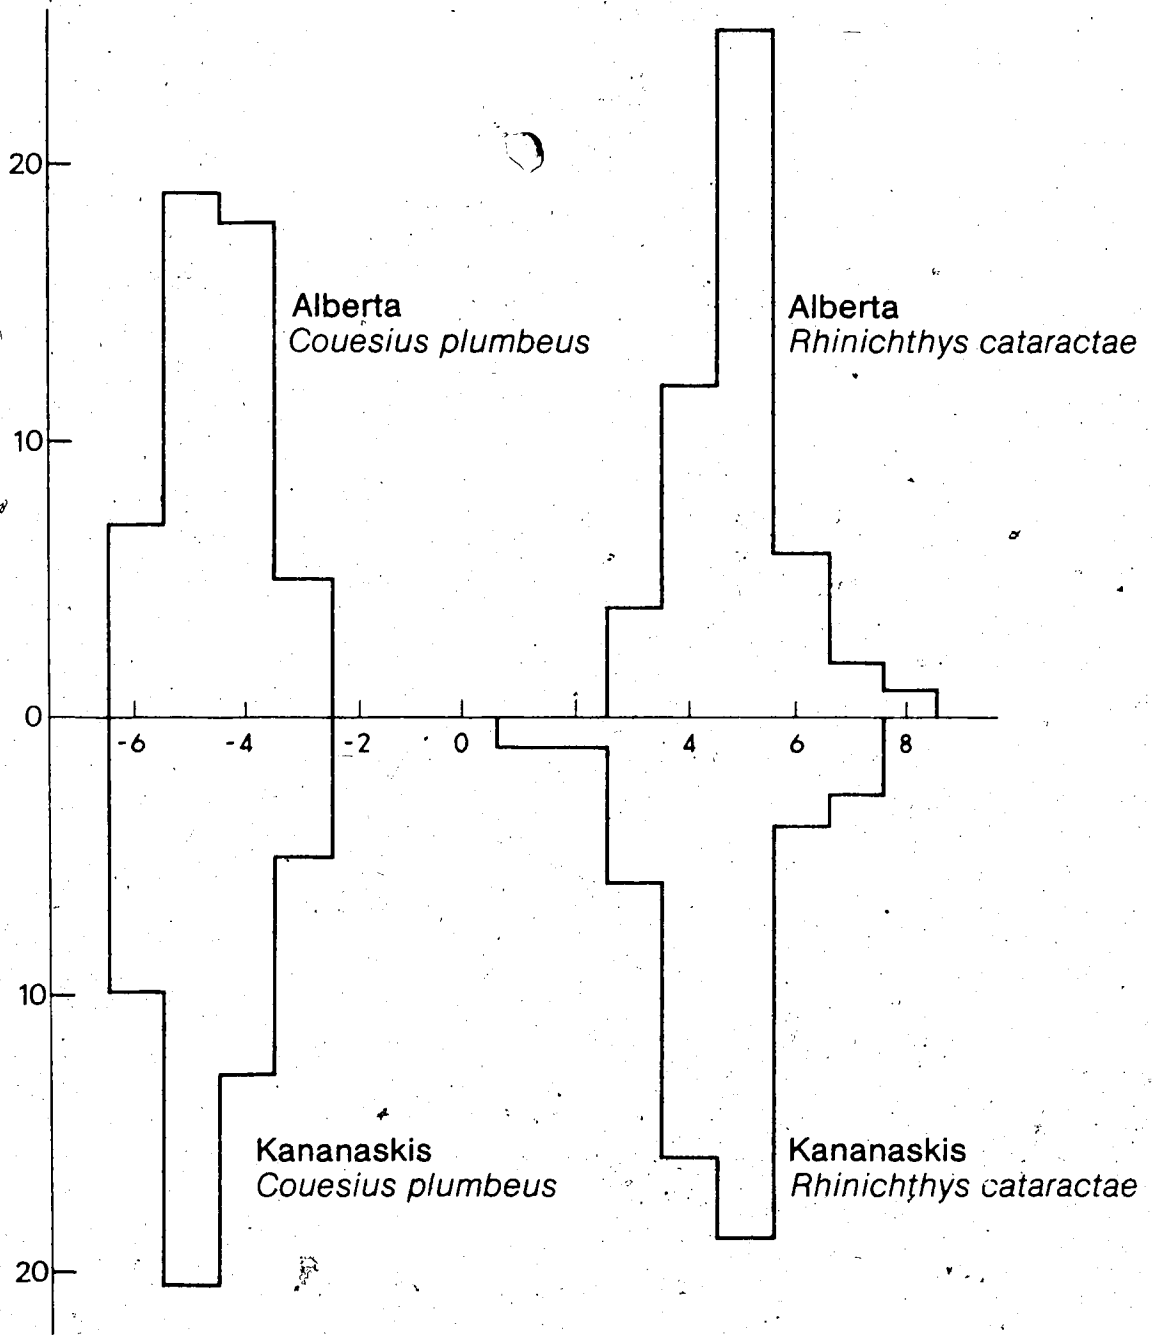 20
Alberta
Couesius plumbeus
Alberta
Rhinichthys cataractae
10
0
-6 -4 -2 0 4 6 8
10
Kananaskis
Couesius plumbeus
Kananaskis
Rhinichthys cataractae
20